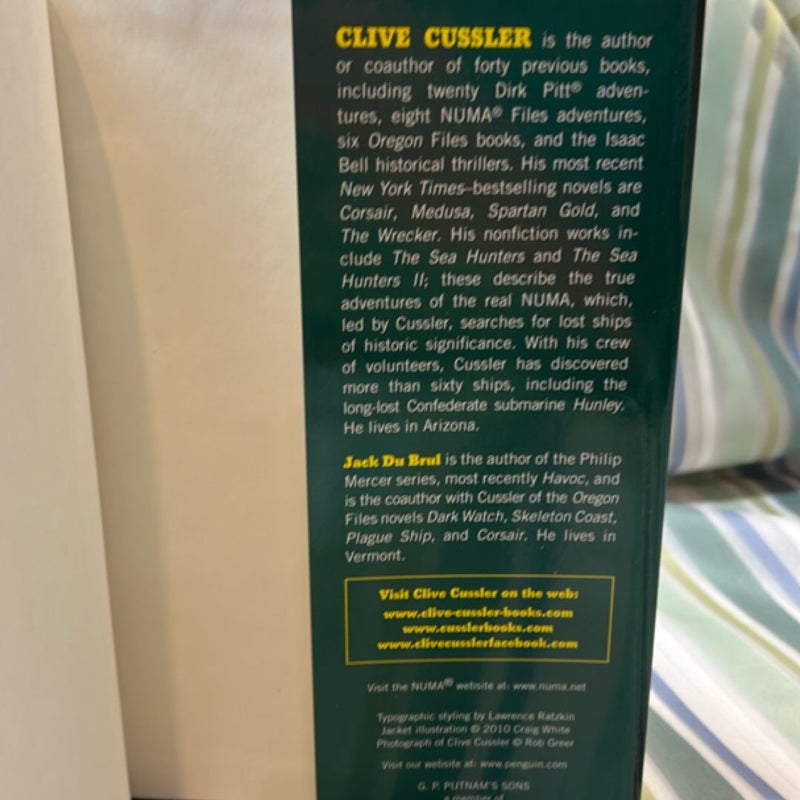 CLIVE CUSSLER is the author
or coauthor of forty previous books,
including twenty Dirk Pitt® adven-
tures, eight NUMA® Files adventures,
six Oregon Files books, and the Isaac
Bell historical thrillers. His most recent
New York Times–bestselling novels are
Corsair, Medusa, Spartan Gold, and
The Wrecker. His nonfiction works in-
clude The Sea Hunters and The Sea
Hunters II; these describe the true
adventures of the real NUMA, which,
led by Cussler, searches for lost ships
of historic significance. With his crew
of volunteers, Cussler has discovered
more than sixty ships, including the
long-lost Confederate submarine Hunley.
He lives in Arizona.
Jack Du Brul is the author of the Philip
Mercer series, most recently Havoc, and
is the coauthor with Cussler of the Oregon
Files novels Dark Watch, Skeleton Coast,
Plague Ship, and Corsair. He lives in
Vermont.
Visit Clive Cussler on the web:
www.clive-cussler-books.com
www.cusslerbooks.com
www.clivecusslerfacebook.com
Visit the NUMA® website at: www.numa.net
Typographic styling by Lawrence Ratzkin
Jacket illustration © 2010 Craig White
Photograph of Clive Cussler © Rob Greer
Visit our website at: www.penguin.com
G. P. PUTNAM'S SONS
a member of